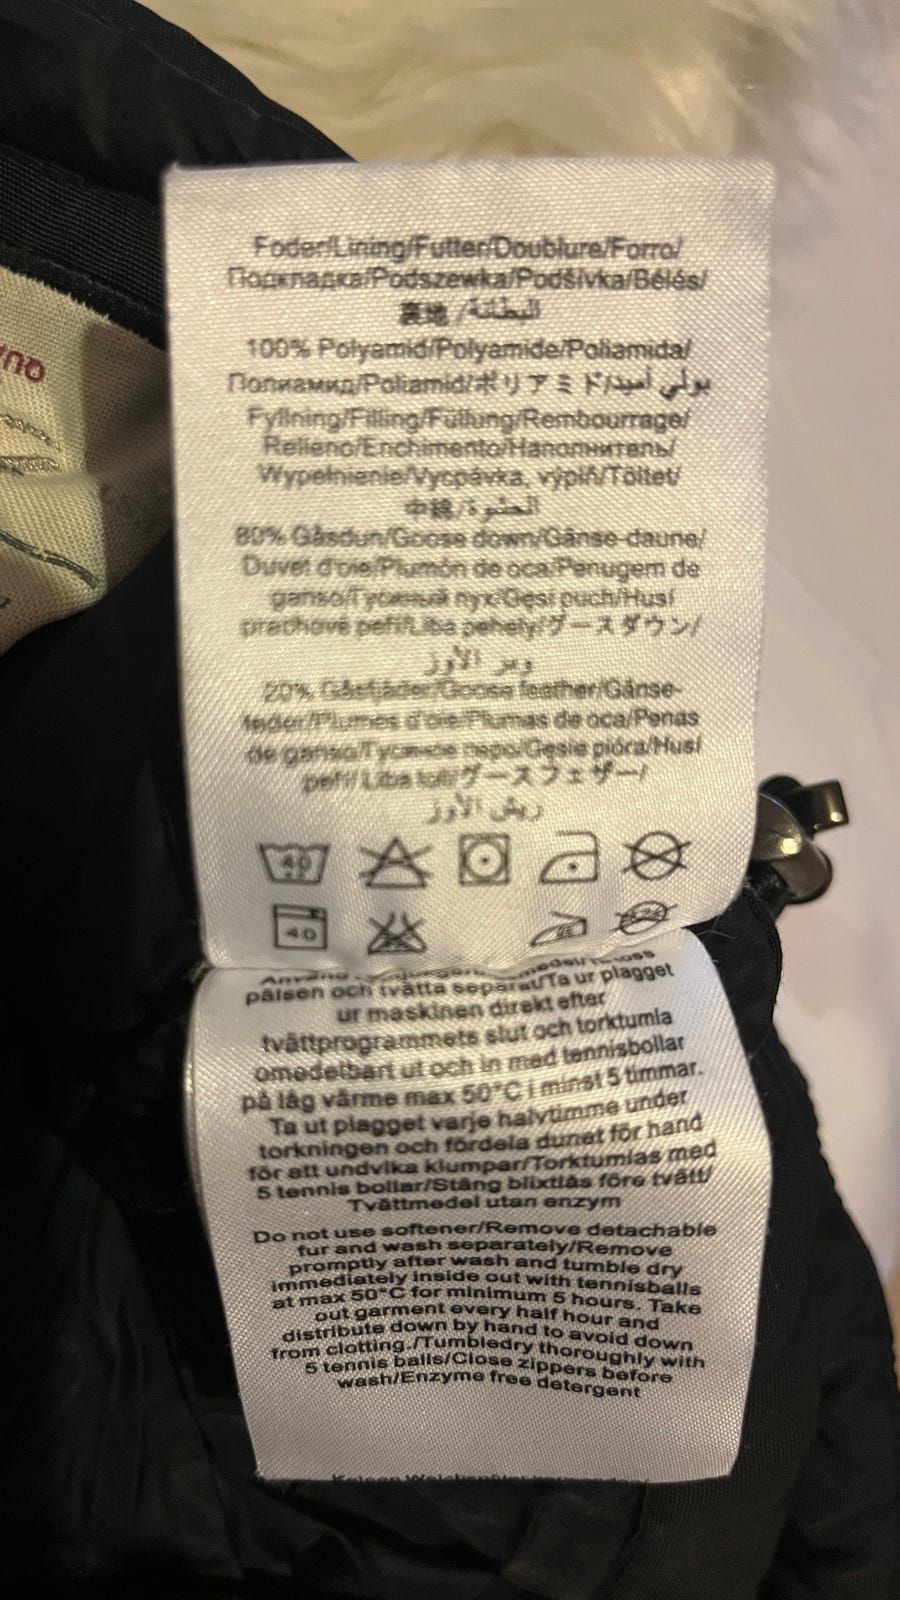 Foder/Lining/Futter/Doublure/Forro/
Подкладка/Podszewka/Podšívka/Bélés/
裏地/البطانة
100% Polyamid/Polyamide/Poliamida/
Полиамид/Poliamid/ポリアミド/بولي أميد
Fyllning/Filling/Füllung/Rembourrage/
Relleno/Enchimento/Наполнитель/
Wypełnienie/Vycpávka, výplň/Töltet/
中綿/الحشوة
80% Gåsdun/Goose down/Gänse-daune/
Duvet d'oie/Plumón de oca/Penugem de
ganso/Гусиный пух/Gęsi puch/Husí
prachové peří/Liba pehely/グースダウン/
وبر الأوز
20% Gåsfjäder/Goose feather/Gänse-
feder/Plumes d'oie/Plumas de oca/Penas
de ganso/Гусиное перо/Gęsie pióra/Husí
peří/Liba toll/グースフェザー/
ريش الأوز
40
40
pälsen och tvätta separat/Ta ur plagget
ur maskinen direkt efter
tvättprogrammets slut och torktumla
omedelbart ut och in med tennisbollar
på låg värme max 50°C i minst 5 timmar.
Ta ut plagget varje halvtimme under
torkningen och fördela dunet för hand
för att undvika klumpar/Torktumlas med
5 tennis bollar/Stäng blixtlås före tvätt/
Tvättmedel utan enzym
Do not use softener/Remove detachable
fur and wash separately/Remove
promptly after wash and tumble dry
immediately inside out with tennisballs
at max 50°C for minimum 5 hours. Take
out garment every half hour and
distribute down by hand to avoid down
from clotting./Tumbledry thoroughly with
5 tennis balls/Close zippers before
wash/Enzyme free detergent